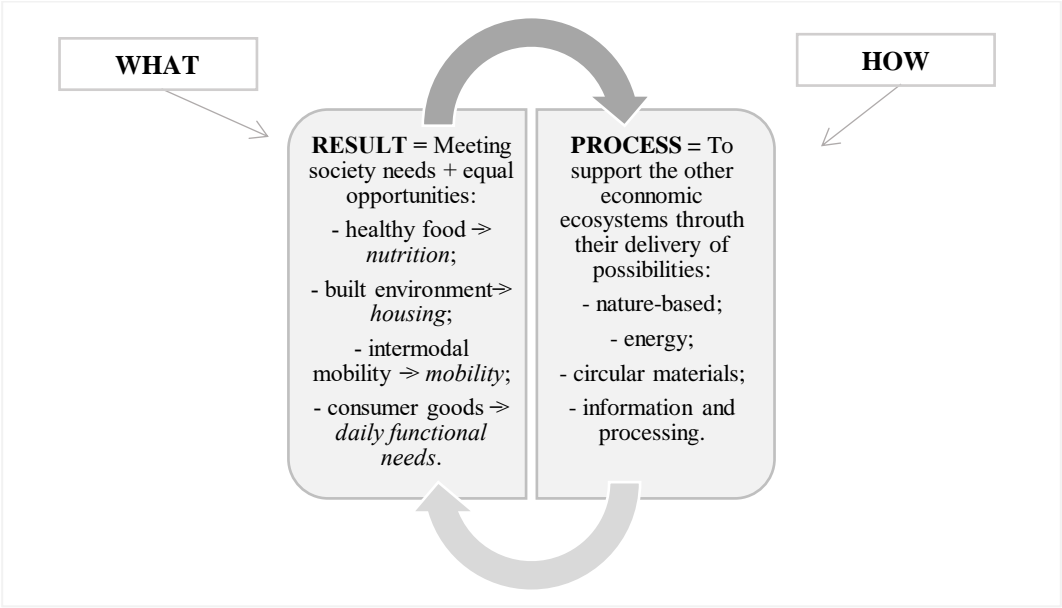 WHAT
HOW
RESULT = Meeting
society needs + equal
opportunities:
- healthy food ->
nutrition;
- built environment->
housing;
- intermodal
mobility -> mobility;
- consumer goods ->
daily functional
needs.
PROCESS = To
support the other
econnomic
ecosystems throuth
their delivery of
possibilities:
- nature-based;
- energy;
- circular materials;
- information and
processing.